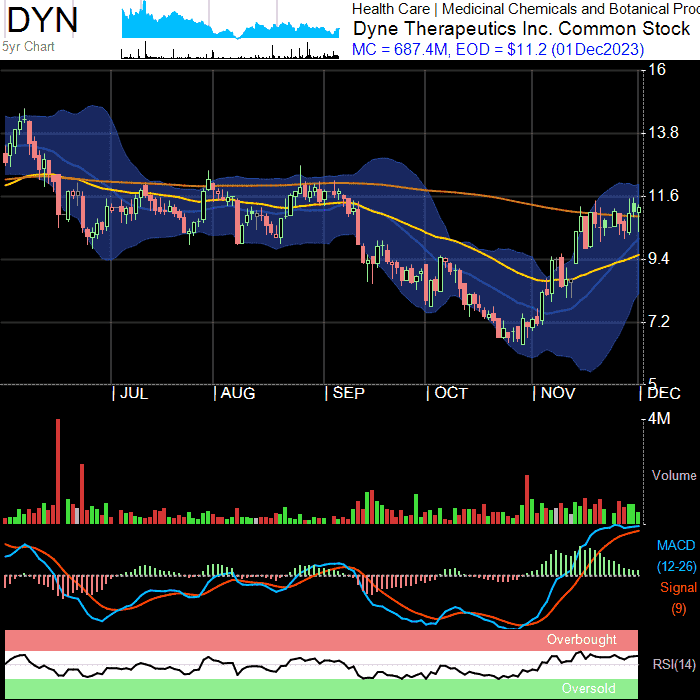 DYN
5yr Chart
Health Care | Medicinal Chemicals and Botanical Proc
Dyne Therapeutics Inc. Common Stock
MC = 687.4M, EOD = $11.2 (01Dec2023)
16
13.8
11.6
9.4
7.2
5
JUL AUG SEP OCT NOV DEC
4M
Volume
MACD
(12-26)
Signal
(9)
Overbought
RSI(14)
Oversold